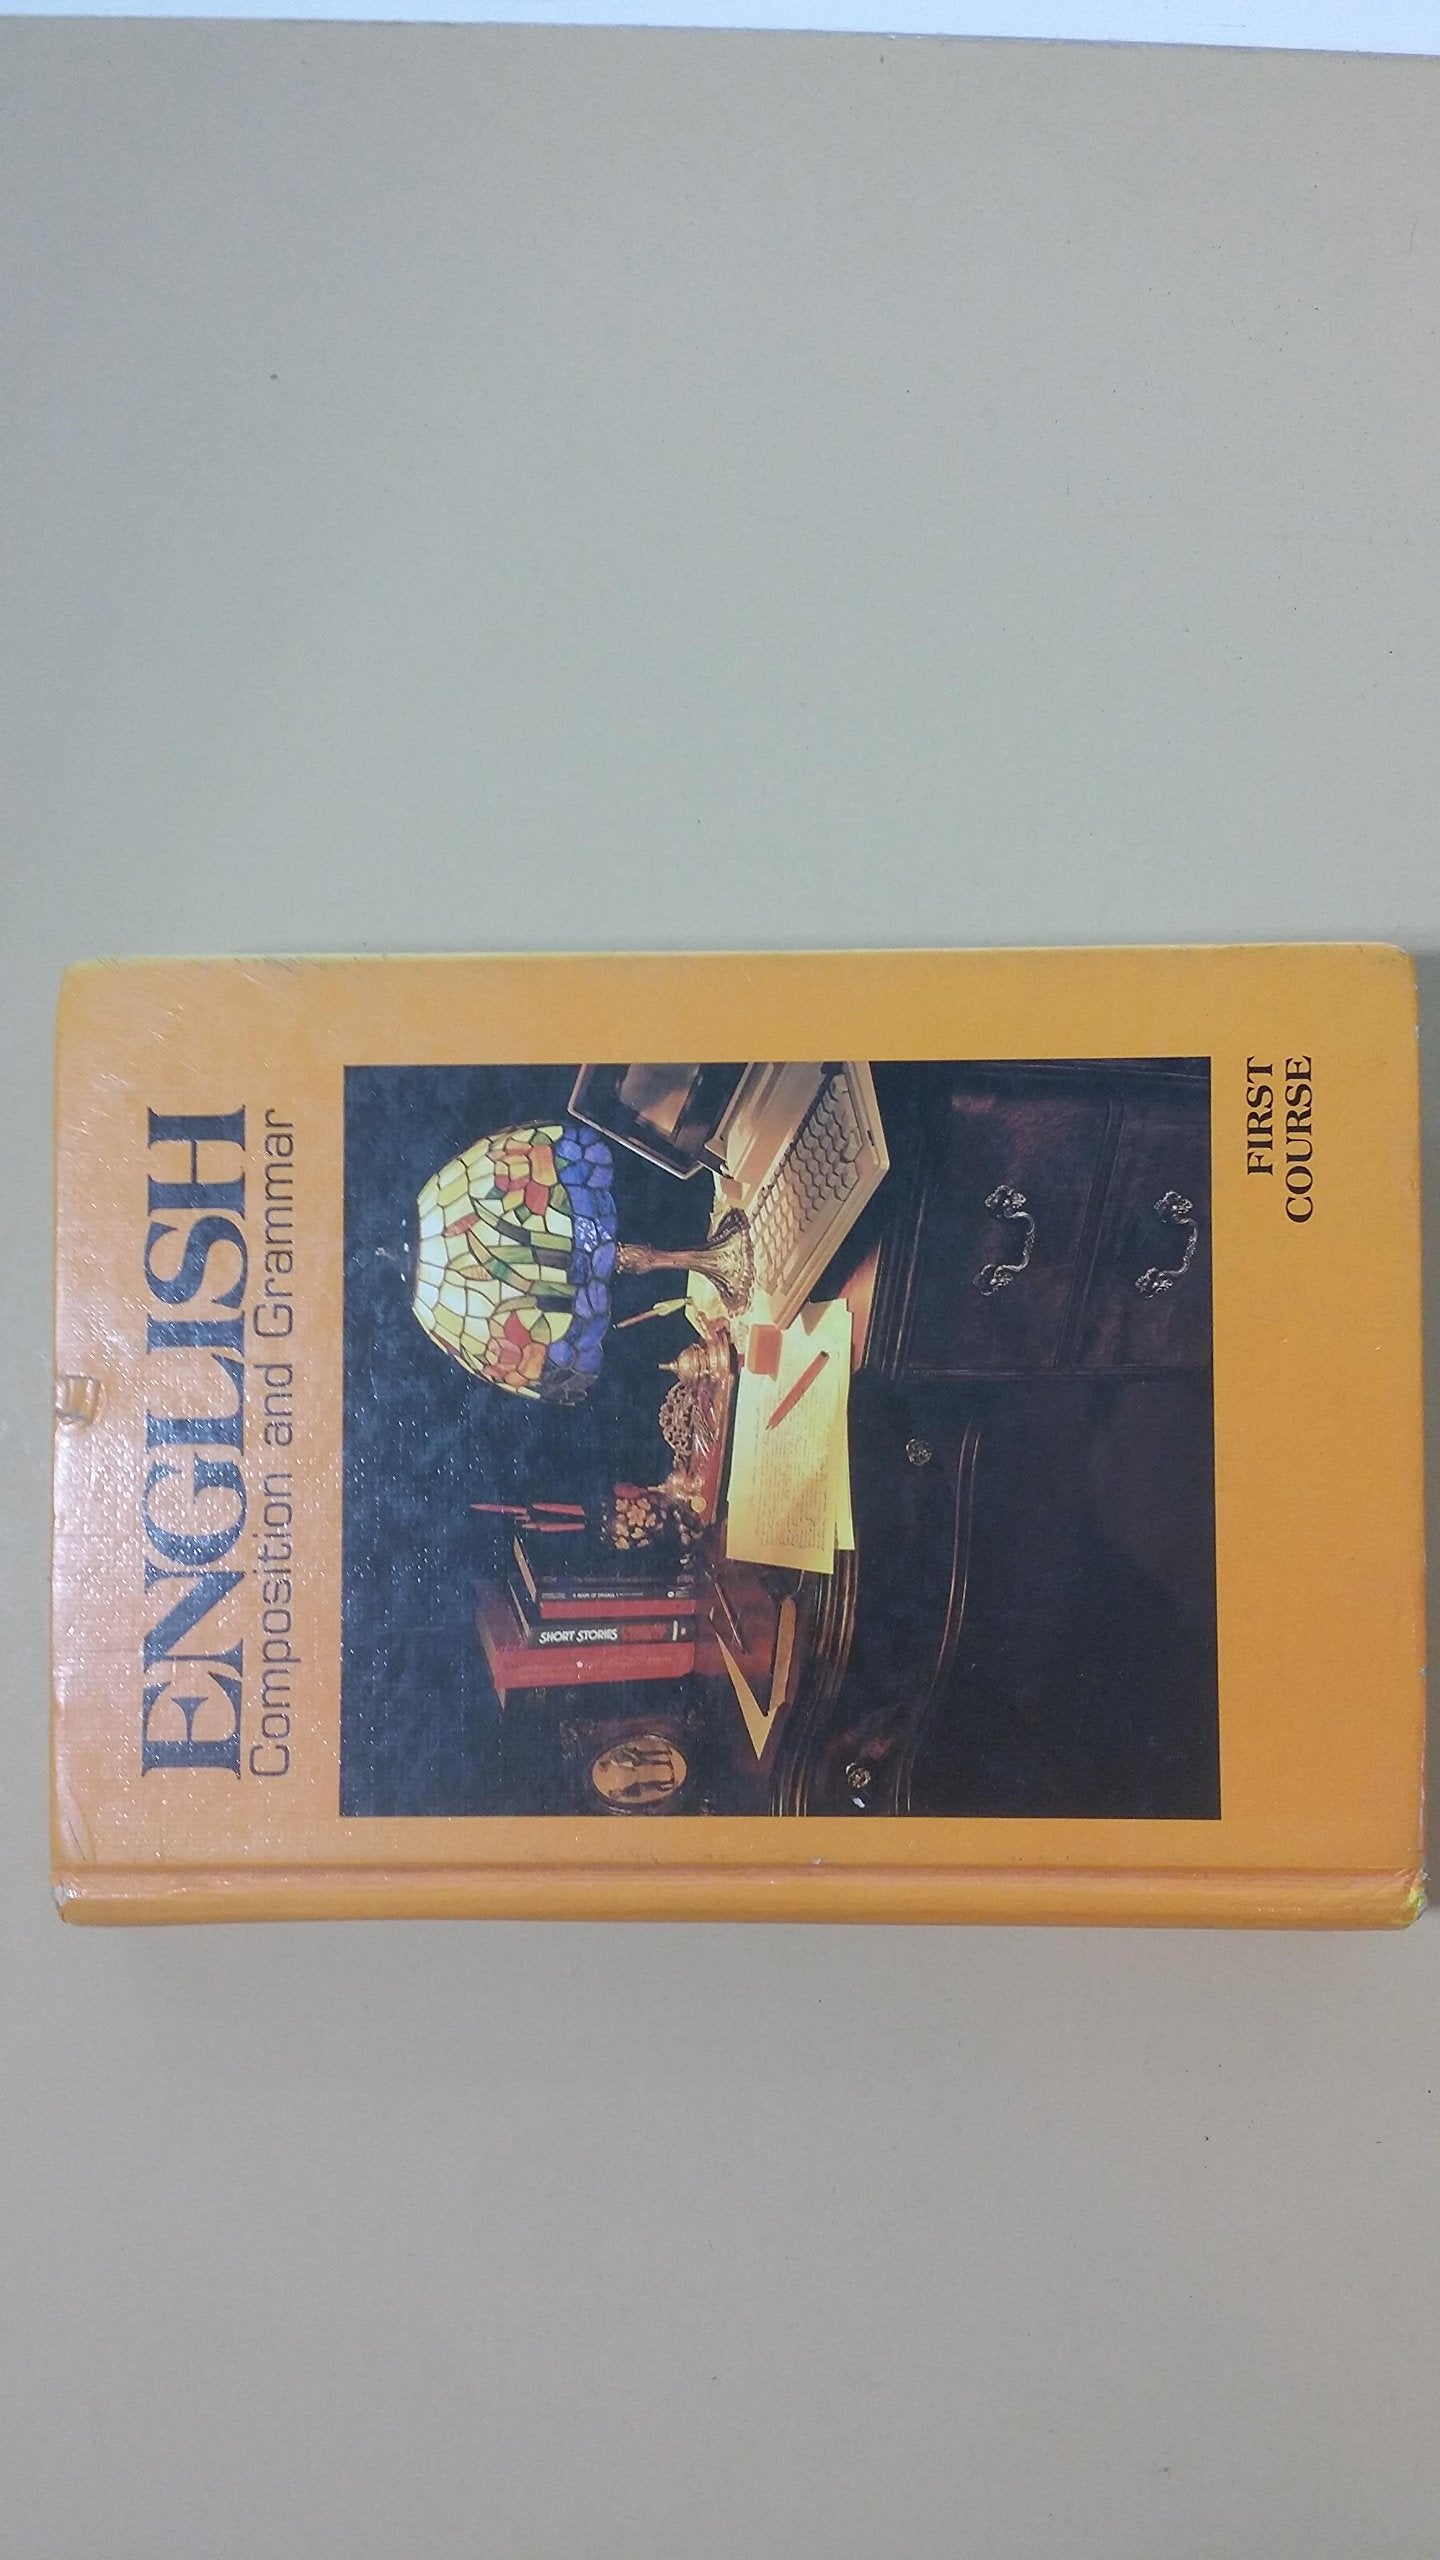 ENGLISH
Composition and Grammar
SHORT STORIES
FIRST
COURSE